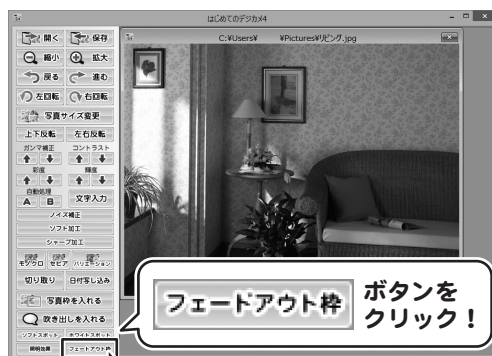 はじめてのデジカメ4
開く 保存
C:¥Users¥ ¥Pictures¥リビング.jpg
縮小 拡大
戻る 進む
左回転 右回転
写真サイズ変更
上下反転 左右反転
ガンマ補正 コントラスト
彩度 輝度
自動処理
A B 文字入力
ノイズ補正
ソフト加工
シャープ加工
モノクロ セピア バリエーション
切り取り 日付写し込み
写真枠を入れる
吹き出しを入れる
ソフトスポット ホワイトスポット
照明効果 フェードアウト枠
フェードアウト枠
ボタンを
クリック！